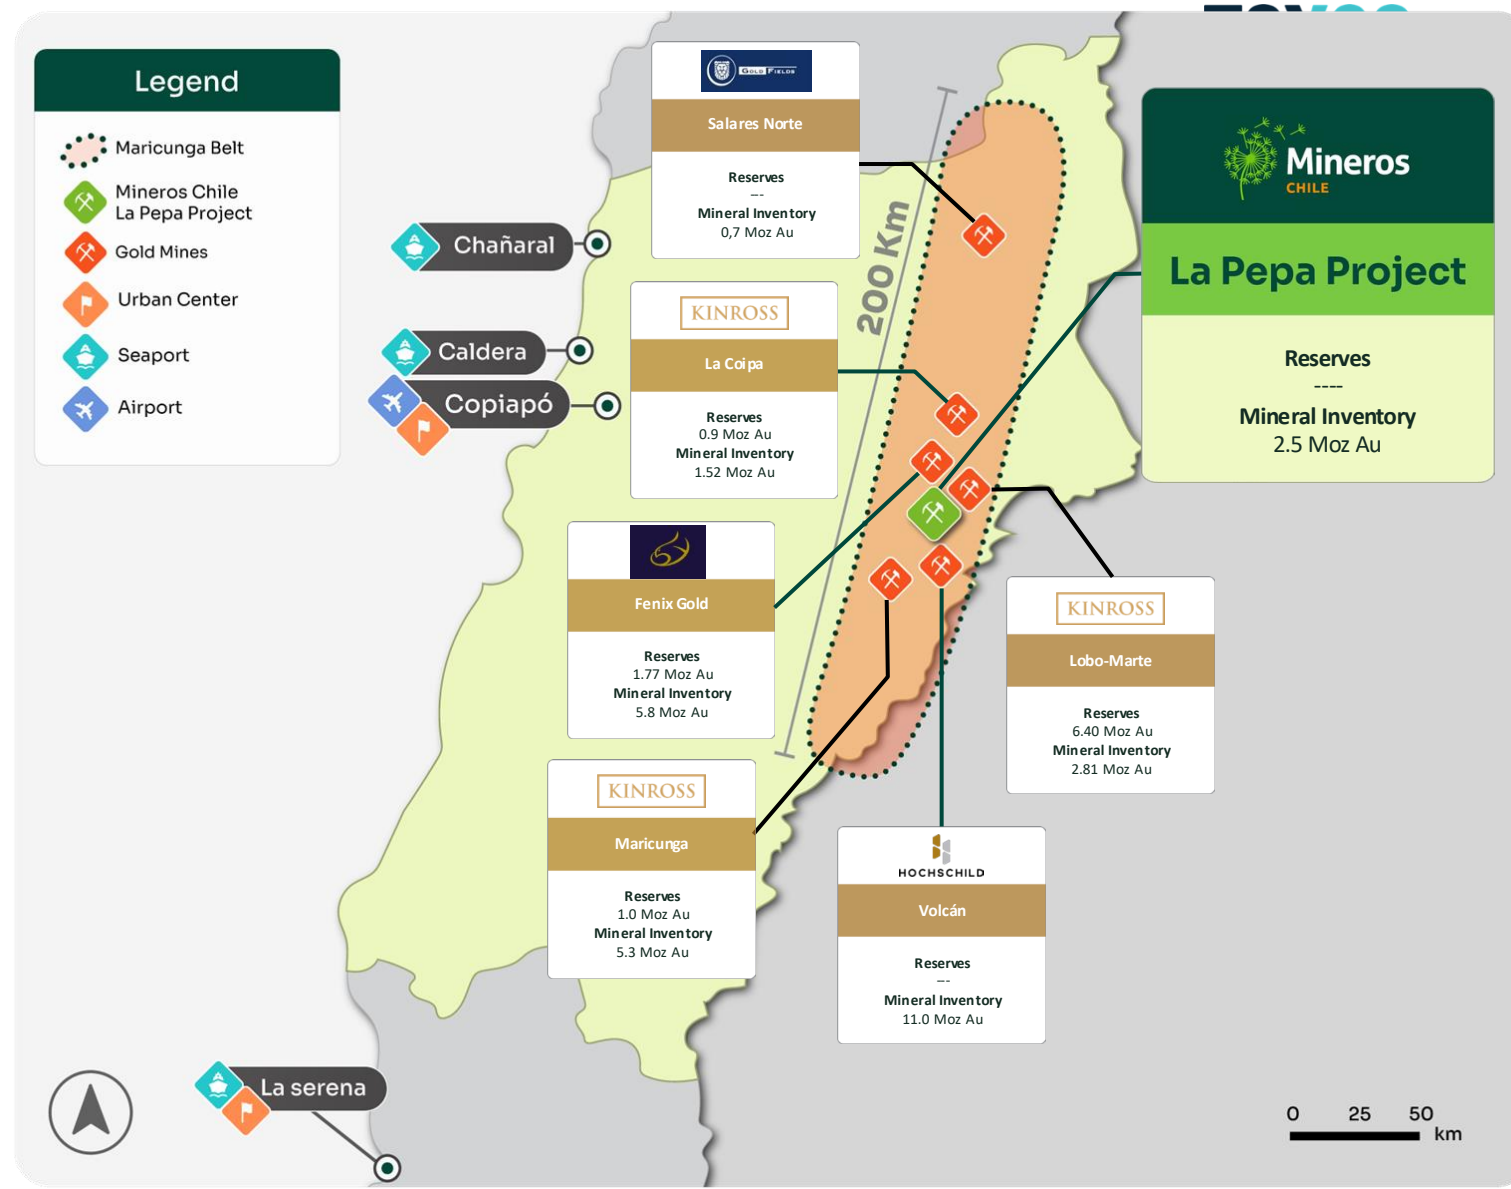 Legend
Maricunga Belt
Mineros Chile
La Pepa Project
Gold Mines
Urban Center
Seaport
Airport
GOLD FIELDS
Salares Norte
Reserves
---
Mineral Inventory
0,7 Moz Au
200 Km
Mineros
CHILE
La Pepa Project
Reserves
----
Mineral Inventory
2.5 Moz Au
Chañaral
Caldera
Copiapó
KINROSS
La Coipa
Reserves
0.9 Moz Au
Mineral Inventory
1.52 Moz Au
Fenix Gold
Reserves
1.77 Moz Au
Mineral Inventory
5.8 Moz Au
KINROSS
Lobo-Marte
Reserves
6.40 Moz Au
Mineral Inventory
2.81 Moz Au
KINROSS
Maricunga
Reserves
1.0 Moz Au
Mineral Inventory
5.3 Moz Au
HOCHSCHILD
Volcán
Reserves
---
Mineral Inventory
11.0 Moz Au
La serena
0 25 50
km